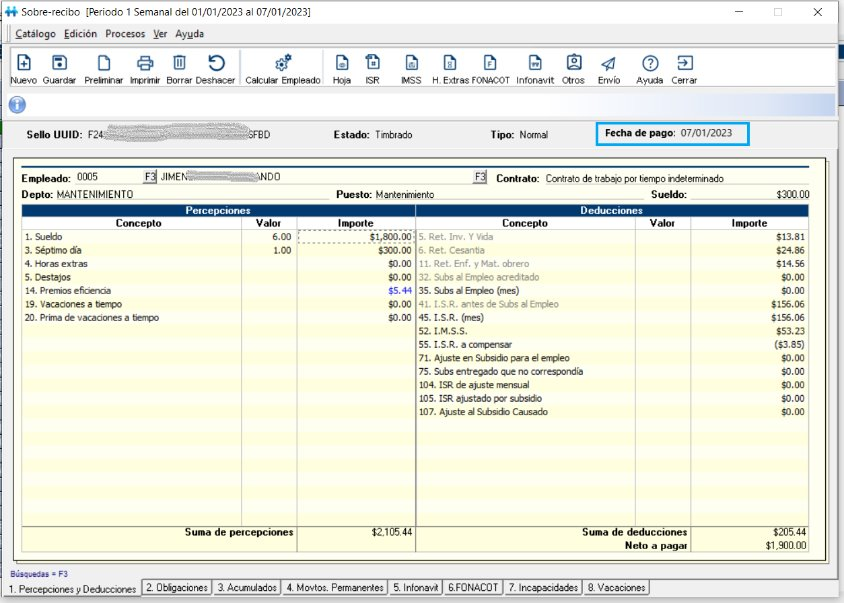 Sobre-recibo [Periodo 1 Semanal del 01/01/2023 al 07/01/2023]
Catálogo Edición Procesos Ver Ayuda
Nuevo Guardar Preliminar Imprimir Borrar Deshacer Calcular Empleado Hoja ISR IMSS H. Extras FONACOT Infonavit Otros Envío Ayuda Cerrar
Sello UUID: F24 SFBD Estado: Timbrado Tipo: Normal Fecha de pago: 07/01/2023
Empleado: 0005 F3 JIMEN ANDO F3 Contrato: Contrato de trabajo por tiempo indeterminado
Depto: MANTENIMIENTO Puesto: Mantenimiento Sueldo: $300.00
Percepciones Deducciones
Concepto Valor Importe Concepto Valor Importe
1. Sueldo 6.00 $1,800.00 5. Ret. Inv. Y Vida $13.81
3. Séptimo día 1.00 $300.00 6. Ret. Cesantia $24.86
4. Horas extras $0.00 11. Ret. Enf. y Mat. obrero $14.56
5. Destajos $0.00 32. Subs al Empleo acreditado $0.00
14. Premios eficiencia $5.44 35. Subs al Empleo (mes) $0.00
19. Vacaciones a tiempo $0.00 41. I.S.R. antes de Subs al Empleo $156.06
20. Prima de vacaciones a tiempo $0.00 45. I.S.R. (mes) $156.06
52. I.M.S.S. $53.23
55. I.S.R. a compensar ($3.85)
71. Ajuste en Subsidio para el empleo $0.00
75. Subs entregado que no correspondía $0.00
104. ISR de ajuste mensual $0.00
105. ISR ajustado por subsidio $0.00
107. Ajuste al Subsidio Causado $0.00
Suma de percepciones $2,105.44 Suma de deducciones $205.44
Neto a pagar $1,900.00
Búsquedas = F3
1. Percepciones y Deducciones 2. Obligaciones 3. Acumulados 4. Movtos. Permanentes 5. Infonavit 6.FONACOT 7. Incapacidades 8. Vacaciones